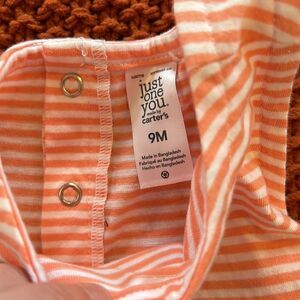 just
one
you.
made by
carter's
9M
Made in Bangladesh
Fabriqué au Bangladesh
Hecho en Bangladesh